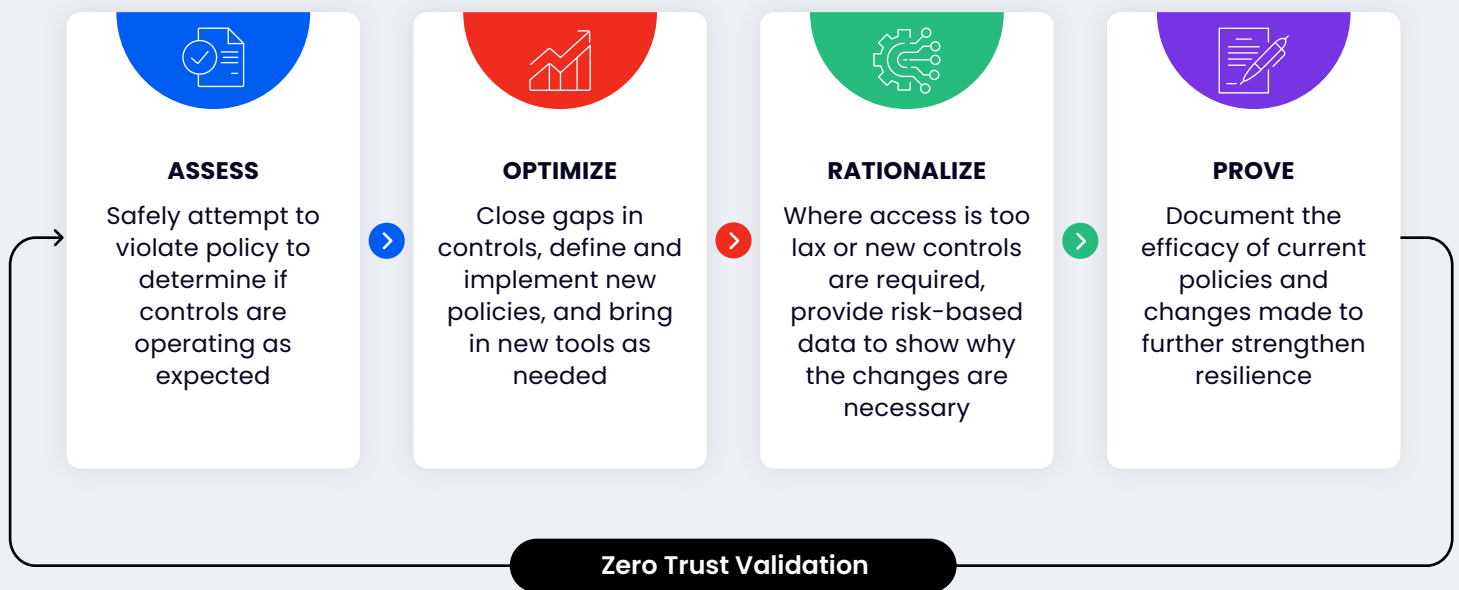 ASSESS
Safely attempt to
violate policy to
determine if
controls are
operating as
expected
OPTIMIZE
Close gaps in
controls, define and
implement new
policies, and bring
in new tools as
needed
RATIONALIZE
Where access is too
lax or new controls
are required,
provide risk-based
data to show why
the changes are
necessary
PROVE
Document the
efficacy of current
policies and
changes made to
further strengthen
resilience
Zero Trust Validation